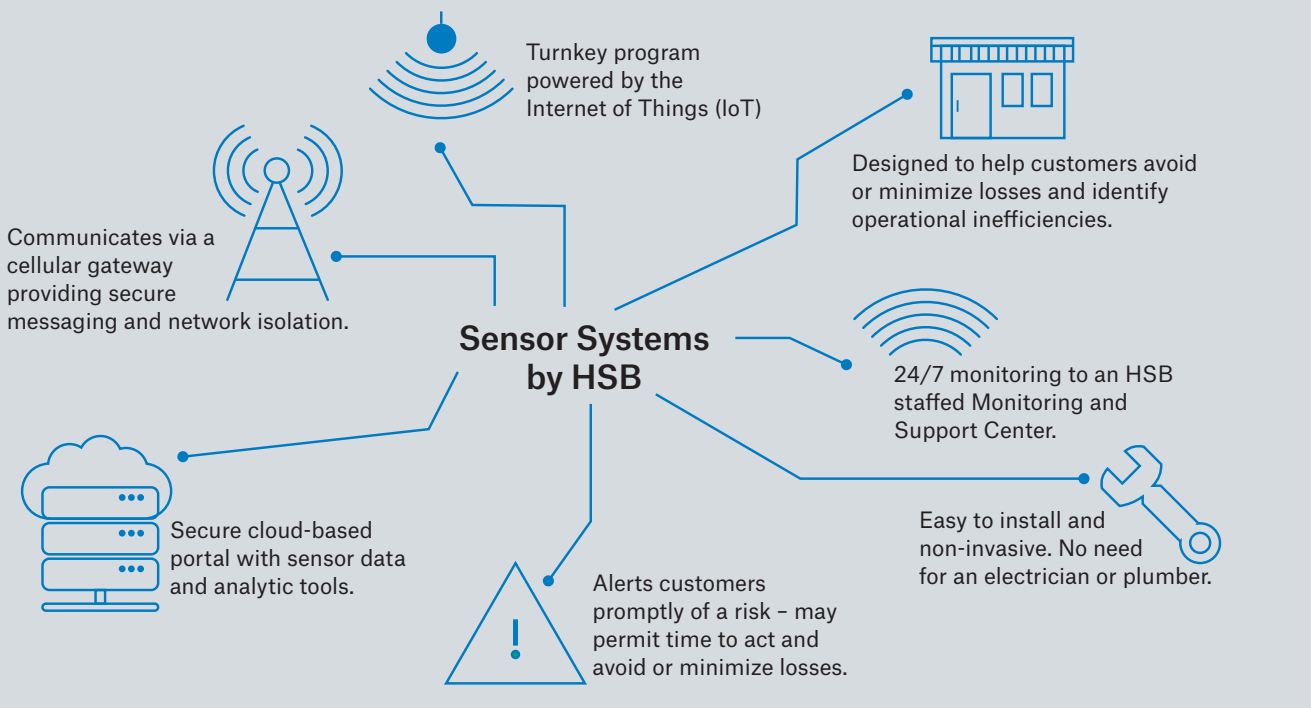 Turnkey program
powered by the
Internet of Things (IoT)
Designed to help customers avoid
or minimize losses and identify
operational inefficiencies.
Communicates via a
cellular gateway
providing secure
messaging and network isolation.
Sensor Systems
by HSB
24/7 monitoring to an HSB
staffed Monitoring and
Support Center.
Easy to install and
non-invasive. No need
for an electrician or plumber.
Secure cloud-based
portal with sensor data
and analytic tools.
Alerts customers
promptly of a risk – may
permit time to act and
avoid or minimize losses.